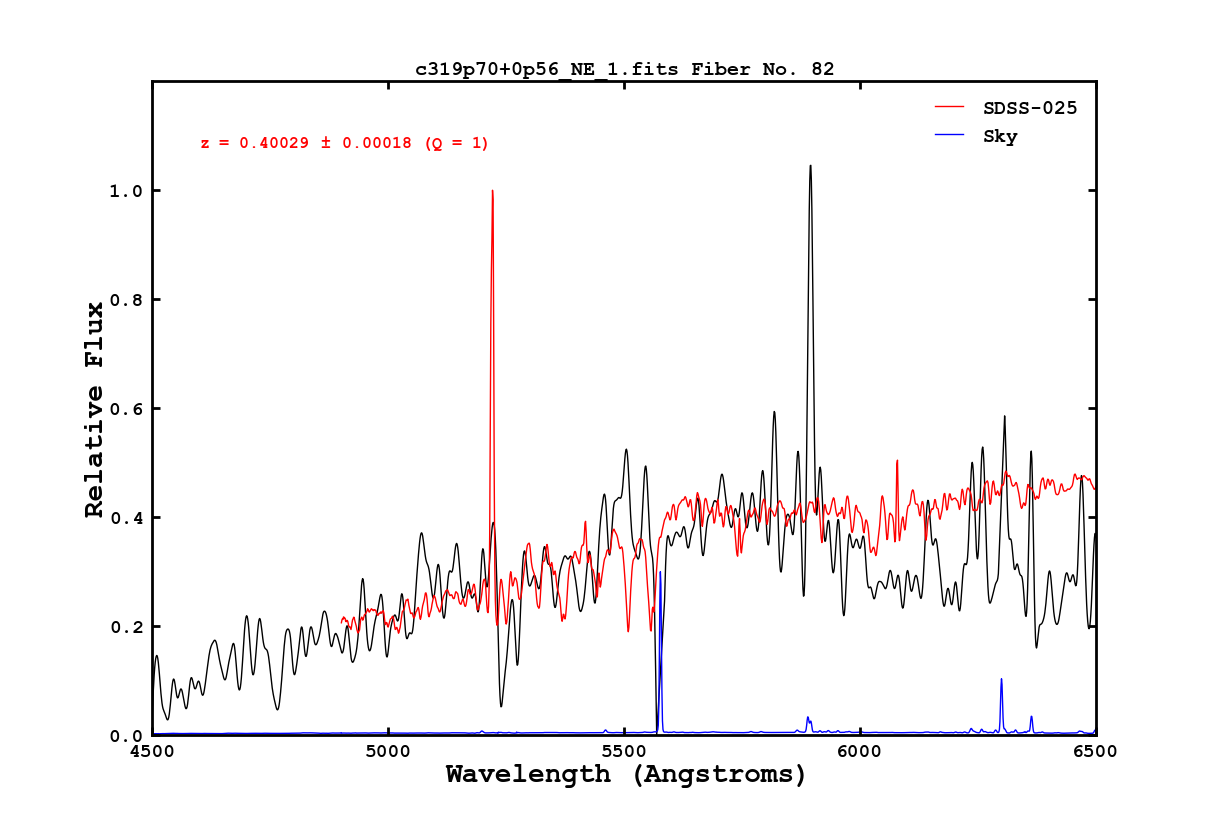 c319p70+0p56_NE_1.fits Fiber No. 82
SDSS-025
Sky
z = 0.40029 ± 0.00018 (Q = 1)
1.0
0.8
0.6
0.4
0.2
0.0
Relative Flux
4500 5000 5500 6000 6500
Wavelength (Angstroms)